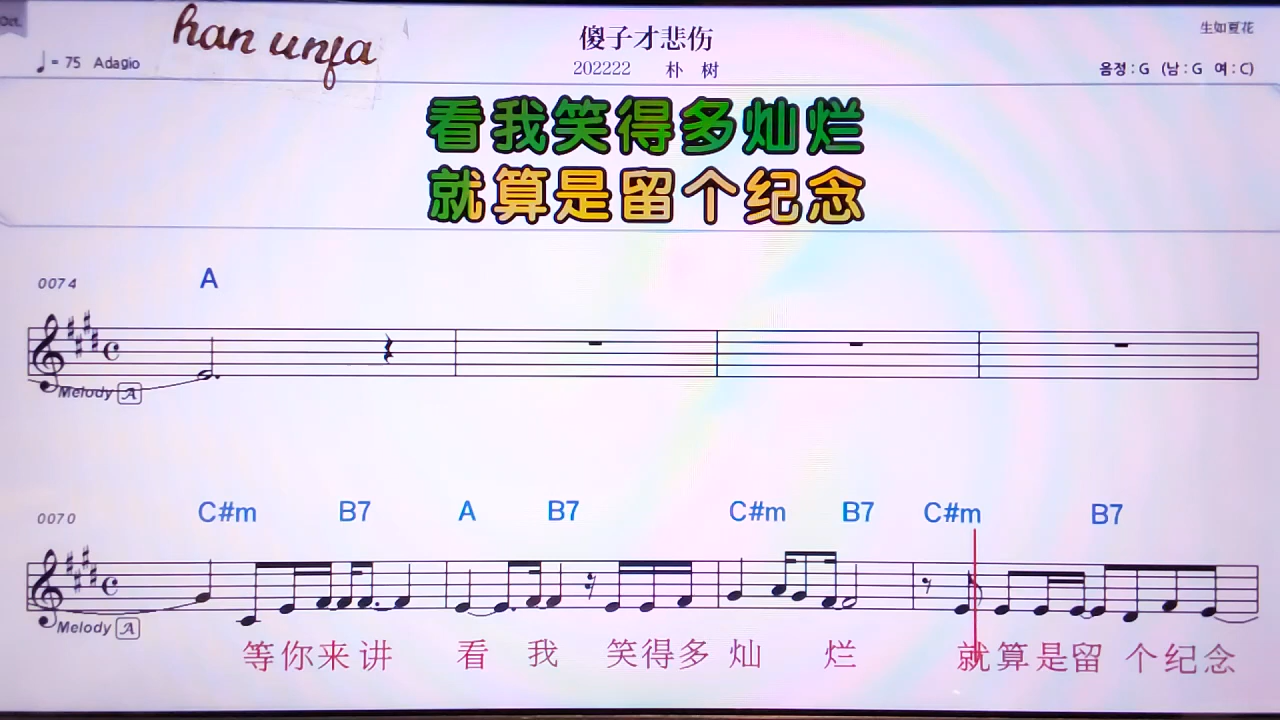 Oct.
han unfa
♩= 75 Adagio
傻子才悲伤
202222 朴 树
生如夏花
음정 : G (남 : G 여 : C)
看我笑得多灿烂
就算是留个纪念
0074
A
Melody A
0070
C#m B7 A B7 C#m B7 C#m B7
Melody A
等你来讲 看 我 笑得多 灿 烂 就算是留 个纪念